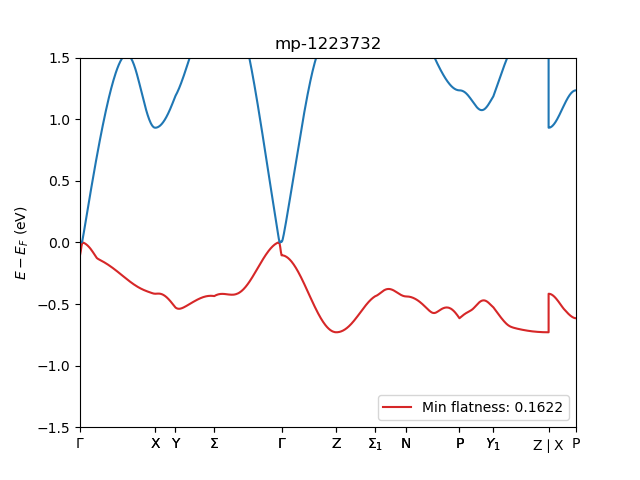 mp-1223732
E − E_F (eV)
1.5
1.0
0.5
0.0
−0.5
−1.0
−1.5
Min flatness: 0.1622
Γ X Y Σ Γ Z Σ₁ N P Y₁ Z | X P